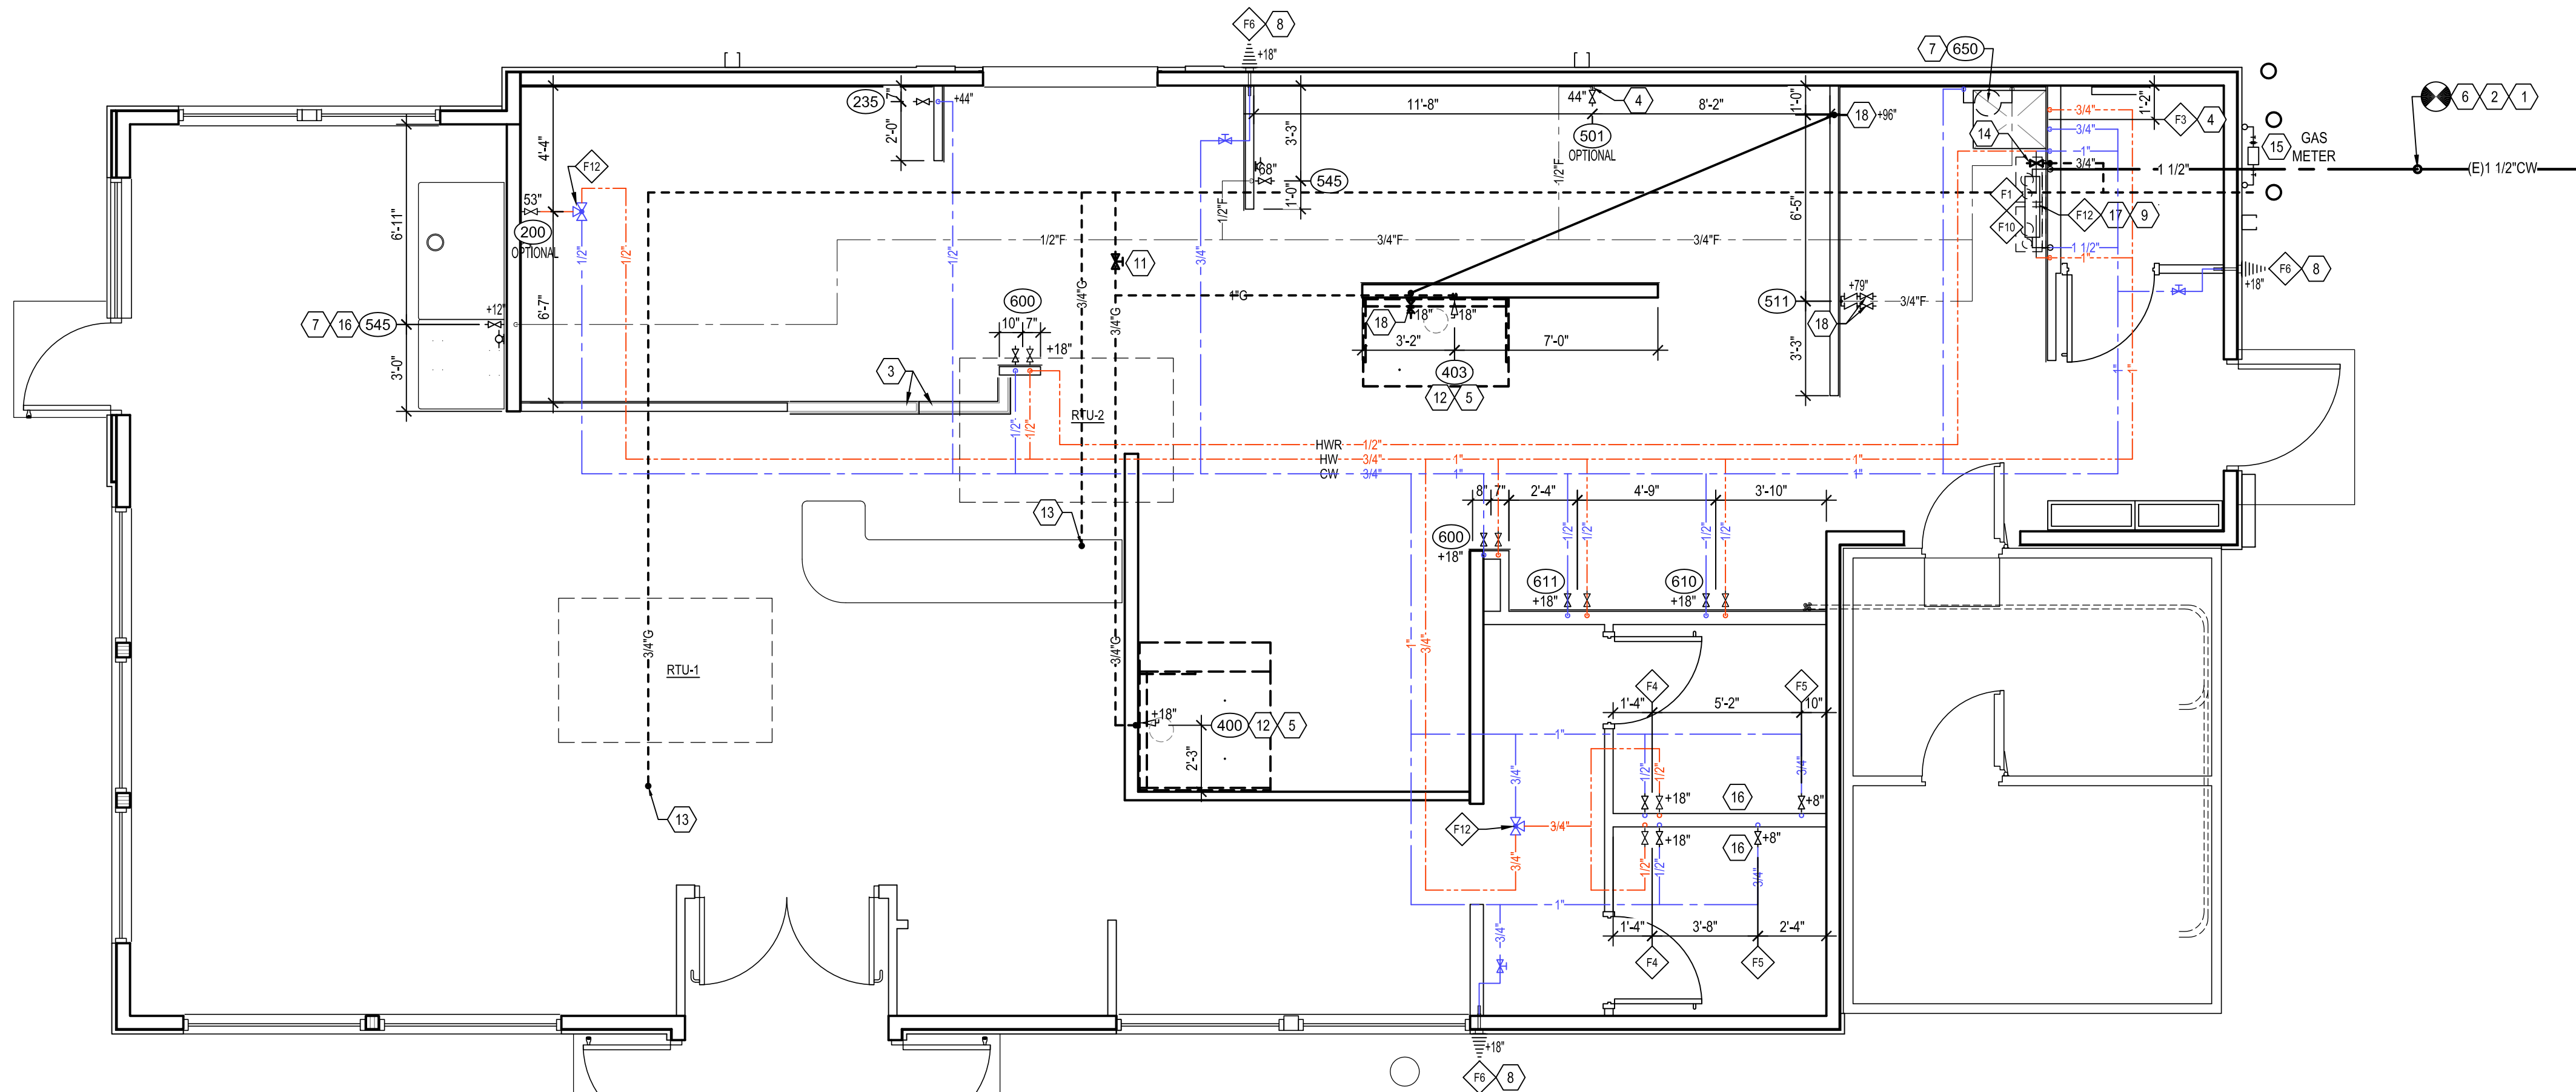 F6 8
+18"
7 650
235
7"
+44"
2'-0"
4'-4"
11'-8"
44"
4
8'-2"
1'-0"
18 +96"
1'-2"
3/4"
F3 4
6 2 1
501
OPTIONAL
14
3/4"
1"
3/4"
15
GAS
METER
1 1/2"
(E)1 1/2"CW
F12
53"
200
OPTIONAL
6'-11"
1/2"
1/2"
3'-3"
68"
545
1'-0"
1/2"F
1/2"F
1/2"F
3/4"F
3/4"F
6'-5"
F1
F10
F12 17 9
1 1/2"
1"
1/2"
3/4"
11
F6 8
+18"
6'-7"
7 16 545
+12"
600
10" 7"
+18"
3/4"G
3/4"G
1"G
18
18"
18"
+79"
511
3/4"F
18
3'-2"
7'-0"
3'-3"
3'-0"
3
403
12 5
1" 1"
RTU-2
1/2"
1/2"
HWR 1/2"
HW 3/4" 1" 1"
CW 3/4" 1" 1"
8" 7" 2'-4" 4'-9" 3'-10"
13
600
+18"
1/2"
1/2"
1/2"
1/2"
611
+18"
610
+18"
3/4"G
3/4"G
1"
3/4"
RTU-1
F4
F5
1'-4" 5'-2" 10"
+18"
400 12 5
2'-3"
1"
3/4"
1/2"
1/2"
3/4"
+18"
16
+8"
13
F12
3/4"
+18"
16
+8"
3/4"
1/2"
1/2"
3/4"
1"
3/4"
1'-4" 3'-8" 2'-4"
F4
F5
+18"
F6 8